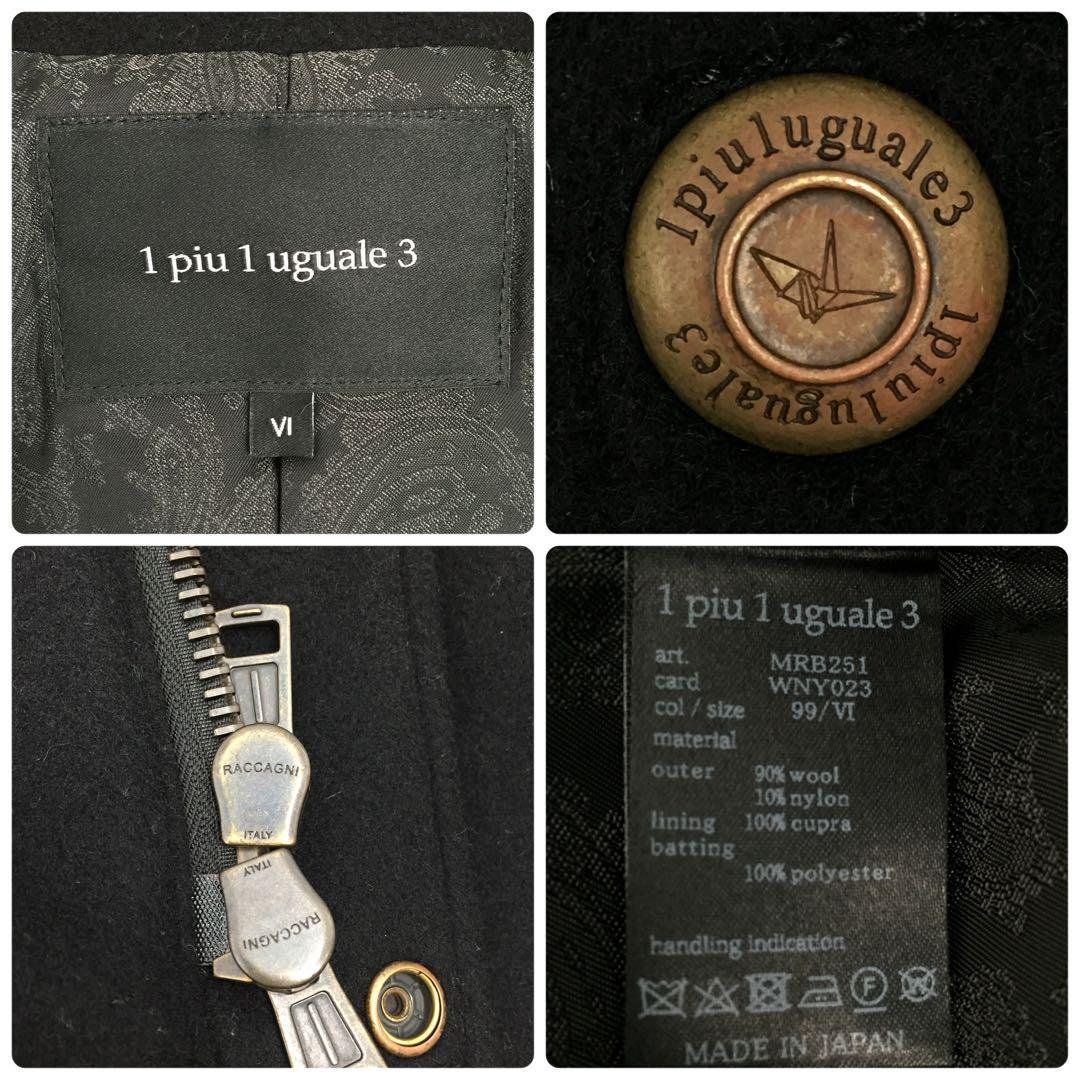 1 piu 1 uguale 3
VI
1piu1uguale3
1piu1uguale3
RACCAGNI
ITALY
ITALY
RACCAGNI
1 piu 1 uguale 3
art. MRB251
card WNY023
col / size 99/VI
material
outer 90% wool
10% nylon
lining 100% cupra
batting
100% polyester
handling indication
F W
MADE IN JAPAN